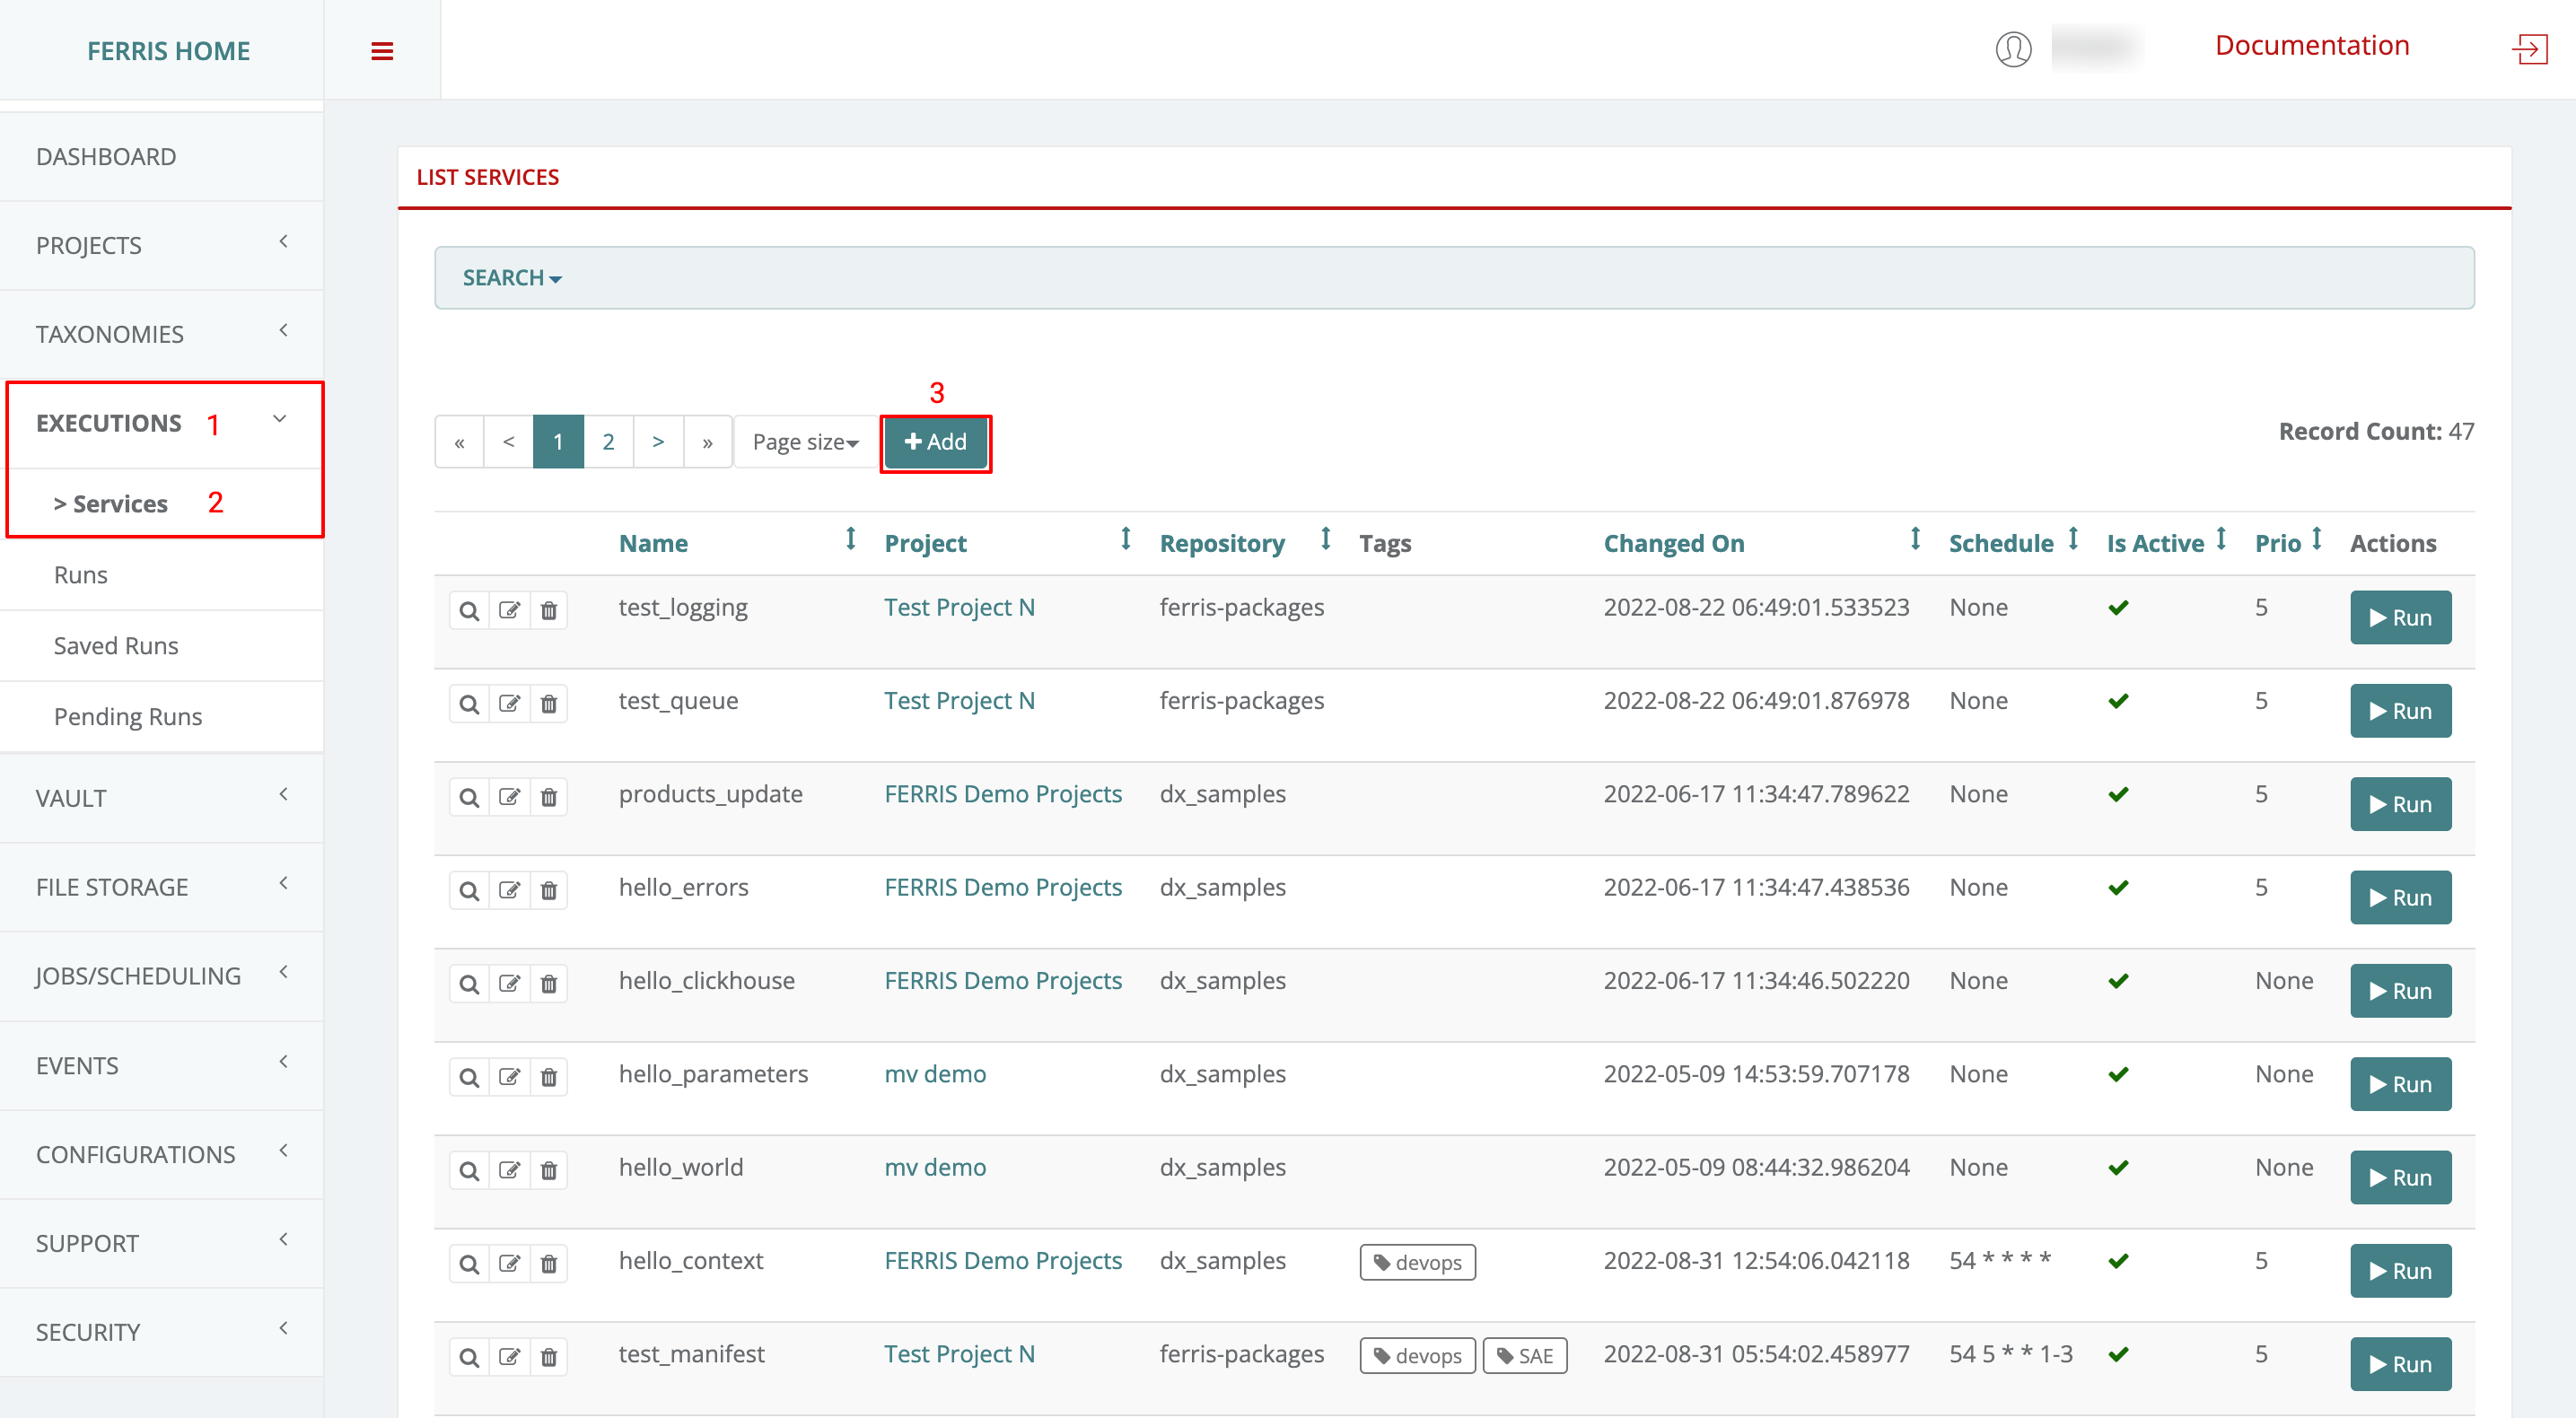 FERRIS HOME
Documentation
DASHBOARD
PROJECTS
TAXONOMIES
EXECUTIONS 1
> Services 2
Runs
Saved Runs
Pending Runs
VAULT
FILE STORAGE
JOBS/SCHEDULING
EVENTS
CONFIGURATIONS
SUPPORT
SECURITY
LIST SERVICES
SEARCH
3
« < 1 2 > » Page size + Add
Record Count: 47
Name Project Repository Tags Changed On Schedule Is Active Prio Actions
test_logging Test Project N ferris-packages 2022-08-22 06:49:01.533523 None 5 Run
test_queue Test Project N ferris-packages 2022-08-22 06:49:01.876978 None 5 Run
products_update FERRIS Demo Projects dx_samples 2022-06-17 11:34:47.789622 None 5 Run
hello_errors FERRIS Demo Projects dx_samples 2022-06-17 11:34:47.438536 None 5 Run
hello_clickhouse FERRIS Demo Projects dx_samples 2022-06-17 11:34:46.502220 None None Run
hello_parameters mv demo dx_samples 2022-05-09 14:53:59.707178 None None Run
hello_world mv demo dx_samples 2022-05-09 08:44:32.986204 None None Run
hello_context FERRIS Demo Projects dx_samples devops 2022-08-31 12:54:06.042118 54 * * * * 5 Run
test_manifest Test Project N ferris-packages devops SAE 2022-08-31 05:54:02.458977 54 5 * * 1-3 5 Run